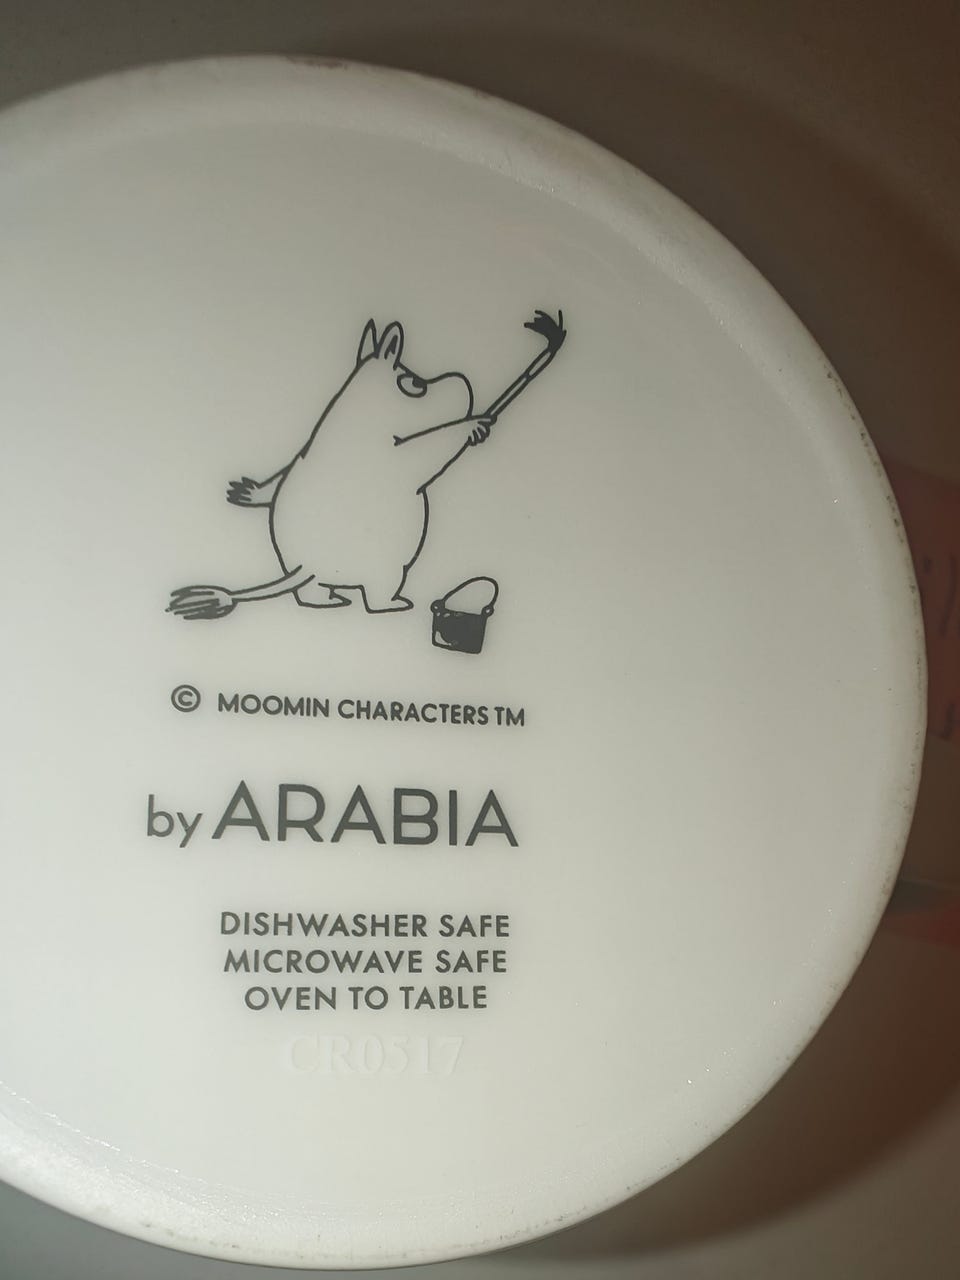 © MOOMIN CHARACTERS TM
by ARABIA
DISHWASHER SAFE
MICROWAVE SAFE
OVEN TO TABLE
CR0517